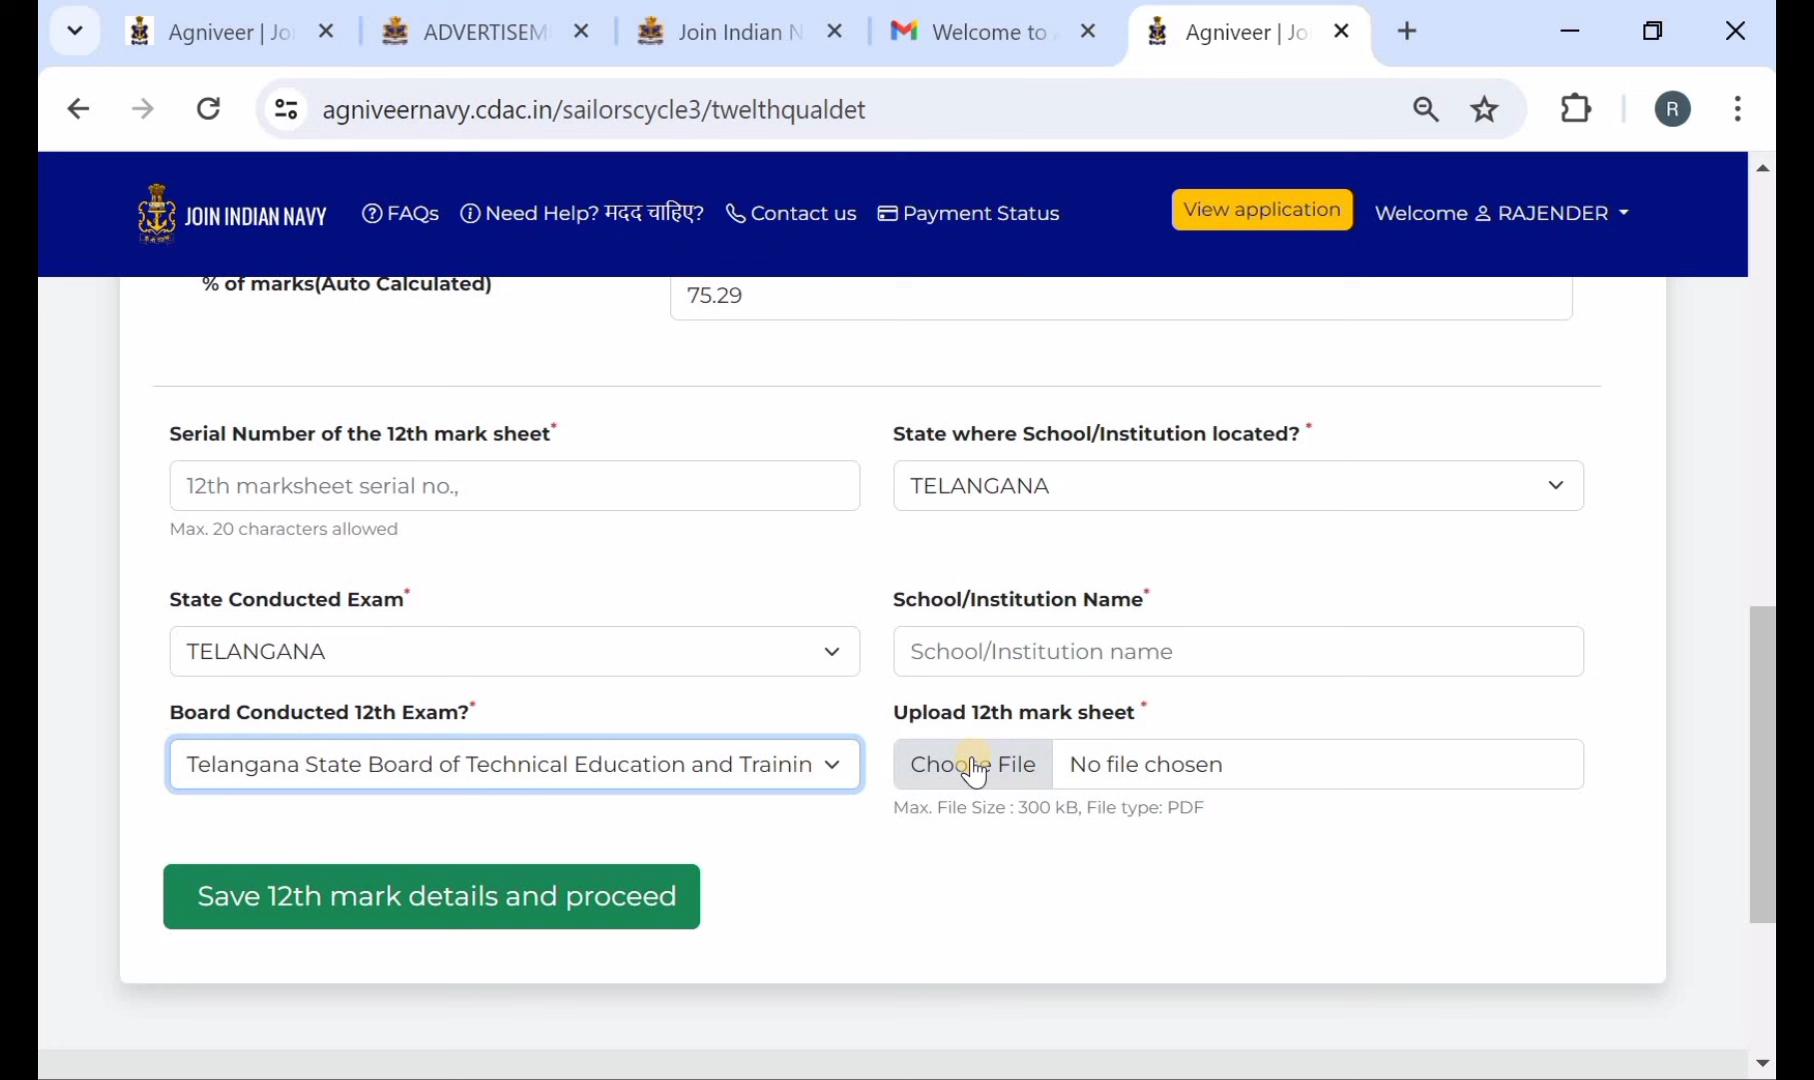 Agniveer | Jo
ADVERTISEM
Join Indian N
Welcome to
Agniveer | Jo
agniveernavy.cdac.in/sailorscycle3/twelthqualdet
R
JOIN INDIAN NAVY
FAQs
Need Help? मदद चाहिए?
Contact us
Payment Status
View application
Welcome RAJENDER
% of marks(Auto Calculated)
75.29
Serial Number of the 12th mark sheet*
State where School/Institution located? *
12th marksheet serial no.,
TELANGANA
Max. 20 characters allowed
State Conducted Exam*
School/Institution Name*
TELANGANA
School/Institution name
Board Conducted 12th Exam?*
Upload 12th mark sheet *
Telangana State Board of Technical Education and Trainin
Choose File No file chosen
Max. File Size : 300 kB, File type: PDF
Save 12th mark details and proceed